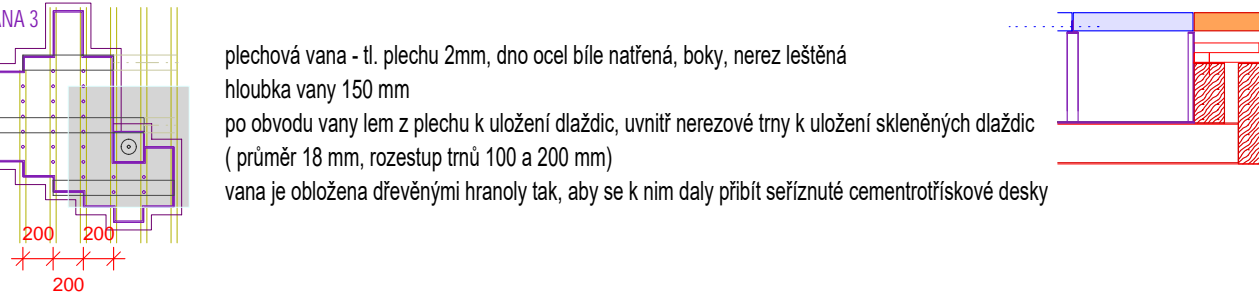 ANA 3
plechová vana - tl. plechu 2mm, dno ocel bíle natřená, boky, nerez leštěná
hloubka vany 150 mm
po obvodu vany lem z plechu k uložení dlaždic, uvnitř nerezové trny k uložení skleněných dlaždic
( průměr 18 mm, rozestup trnů 100 a 200 mm)
vana je obložena dřevěnými hranoly tak, aby se k nim daly přibít seříznuté cementrotřískové desky
200 200
200